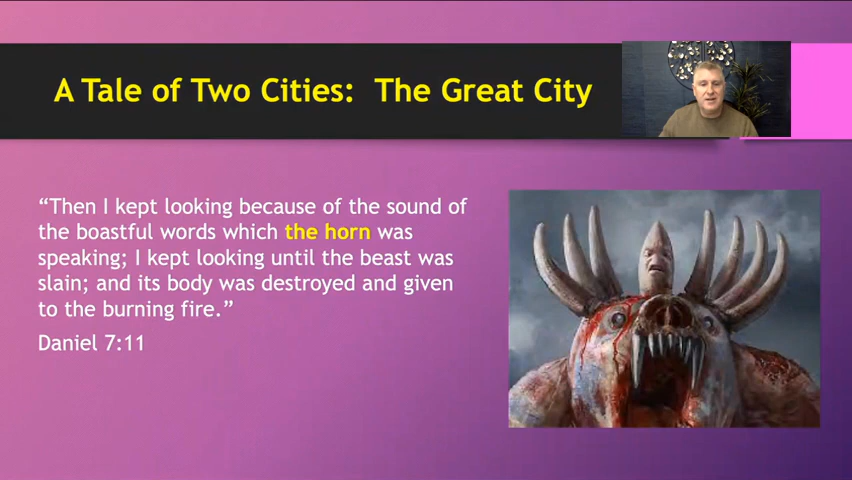 A Tale of Two Cities:  The Great City
“Then I kept looking because of the sound of
the boastful words which the horn was
speaking; I kept looking until the beast was
slain; and its body was destroyed and given
to the burning fire.”
Daniel 7:11